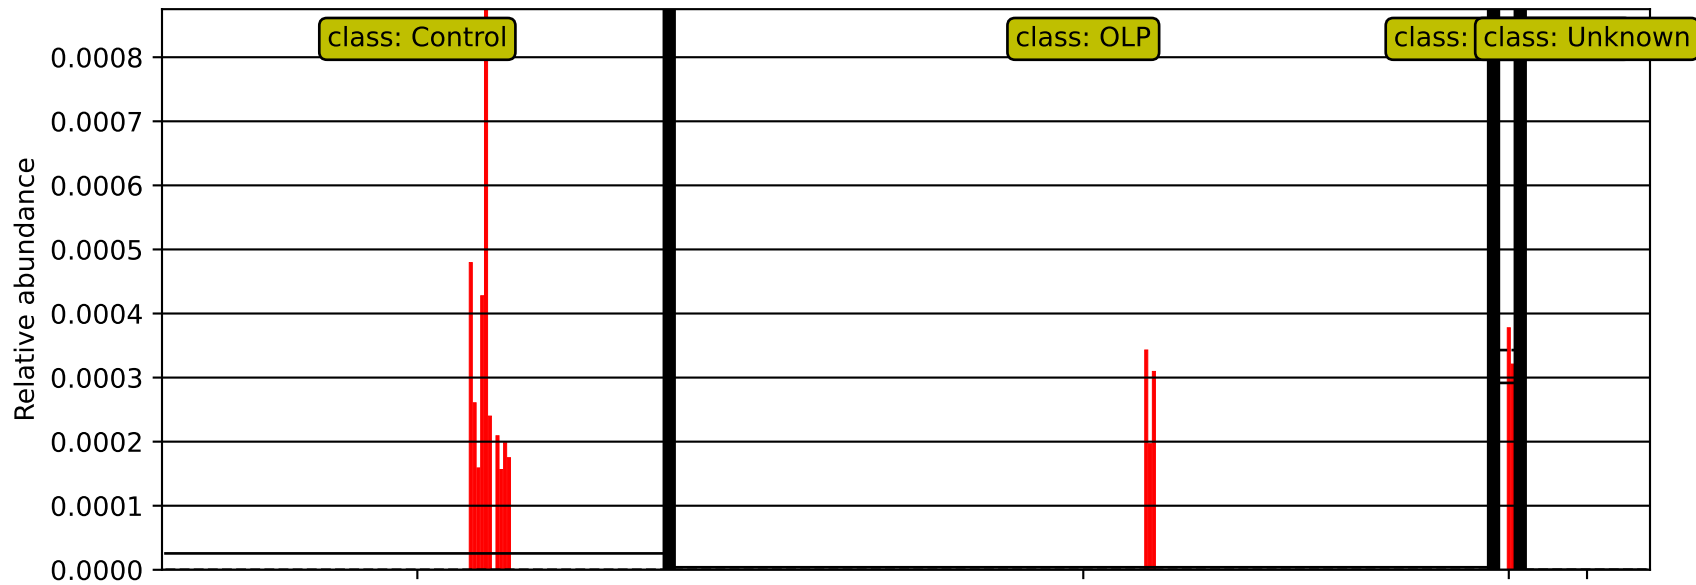 class: Control
class: OLP
class:
class: Unknown
Relative abundance
0.0008
0.0007
0.0006
0.0005
0.0004
0.0003
0.0002
0.0001
0.0000